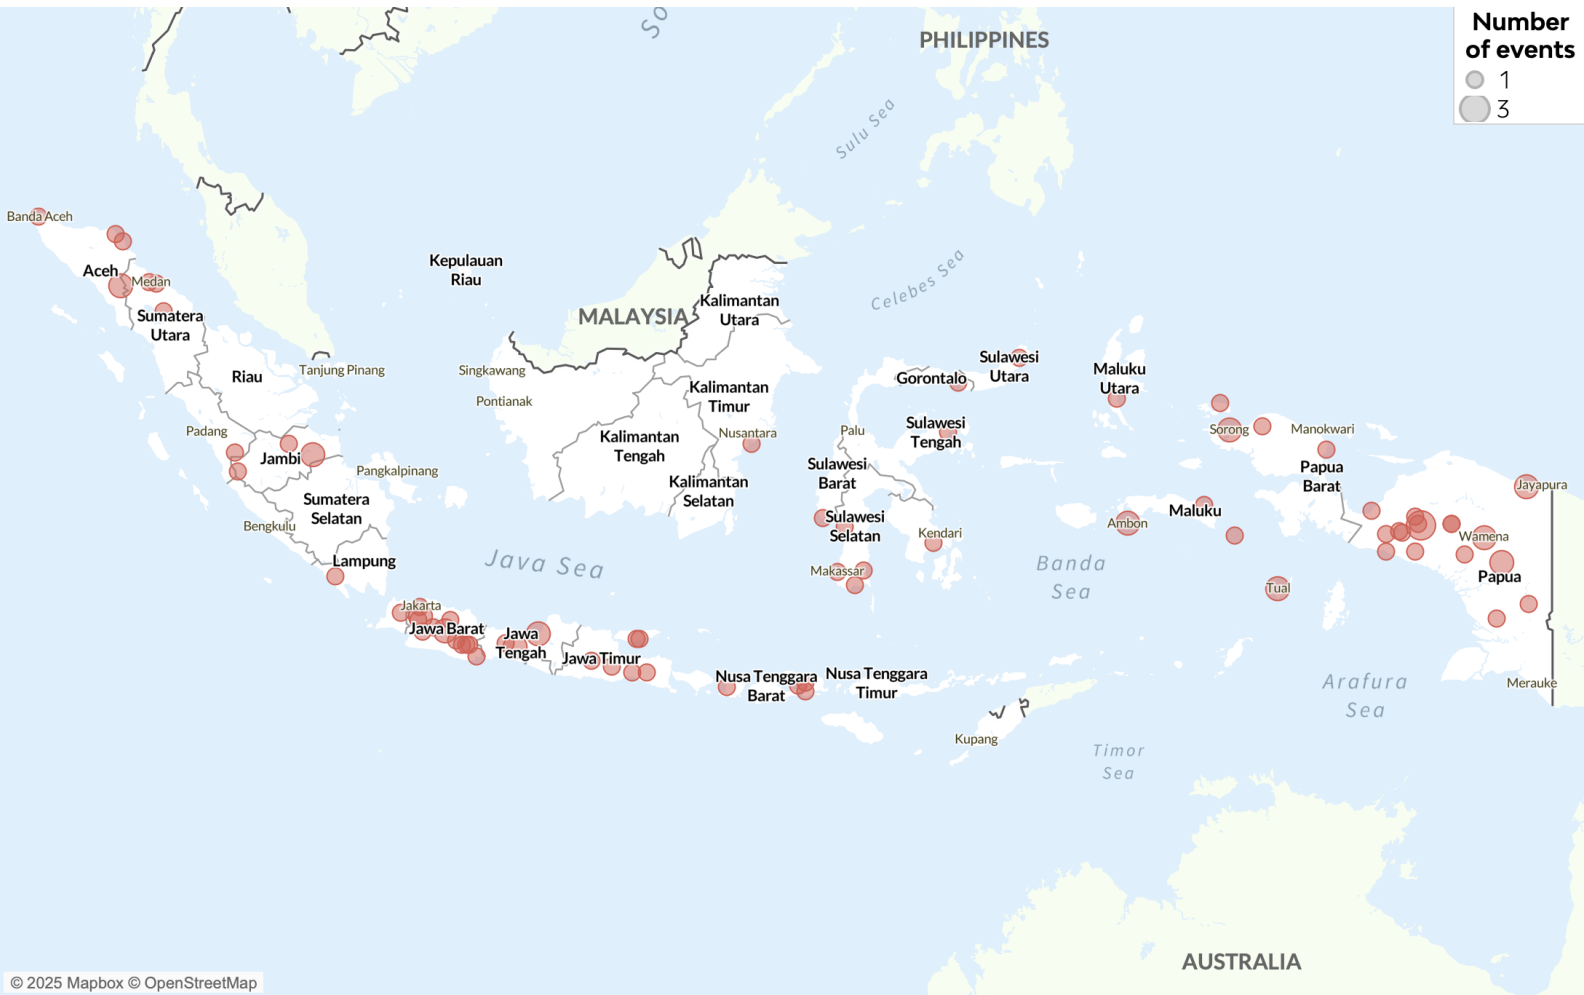 So
PHILIPPINES
Number
of events
1
3
Sulu Sea
Banda Aceh
Aceh
Medan
Kepulauan
Riau
Celebes Sea
Kalimantan
Utara
MALAYSIA
Sumatera
Utara
Riau
Tanjung Pinang
Singkawang
Pontianak
Kalimantan
Timur
Gorontalo
Sulawesi
Utara
Maluku
Utara
Padang
Jambi
Pangkalpinang
Kalimantan
Tengah
Nusantara
Palu
Sulawesi
Tengah
Sorong
Manokwari
Papua
Barat
Sulawesi
Barat
Kalimantan
Selatan
Jayapura
Sumatera
Selatan
Bengkulu
Sulawesi
Selatan
Kendari
Ambon
Maluku
Wamena
Papua
Lampung
Java Sea
Makassar
Banda
Sea
Tual
Jakarta
Jawa Barat
Jawa
Tengah
Jawa Timur
Nusa Tenggara
Barat
Nusa Tenggara
Timur
Arafura
Sea
Merauke
Kupang
Timor
Sea
AUSTRALIA
© 2025 Mapbox © OpenStreetMap